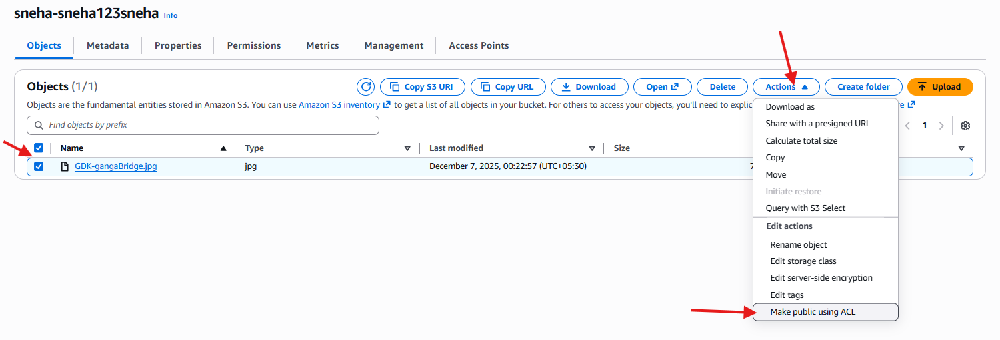 sneha-sneha123sneha Info
Objects Metadata Properties Permissions Metrics Management Access Points
Objects (1/1) Copy S3 URI Copy URL Download Open Delete Actions Create folder Upload
Objects are the fundamental entities stored in Amazon S3. You can use Amazon S3 inventory to get a list of all objects in your bucket. For others to access your objects, you'll need to
Find objects by prefix 1
Name Type Last modified Size
GDK-gangaBridge.jpg jpg December 7, 2025, 00:22:57 (UTC+05:30) 7
Download as
Share with a presigned URL
Calculate total size
Copy
Move
Initiate restore
Query with S3 Select
Edit actions
Rename object
Edit storage class
Edit server-side encryption
Edit tags
Make public using ACL